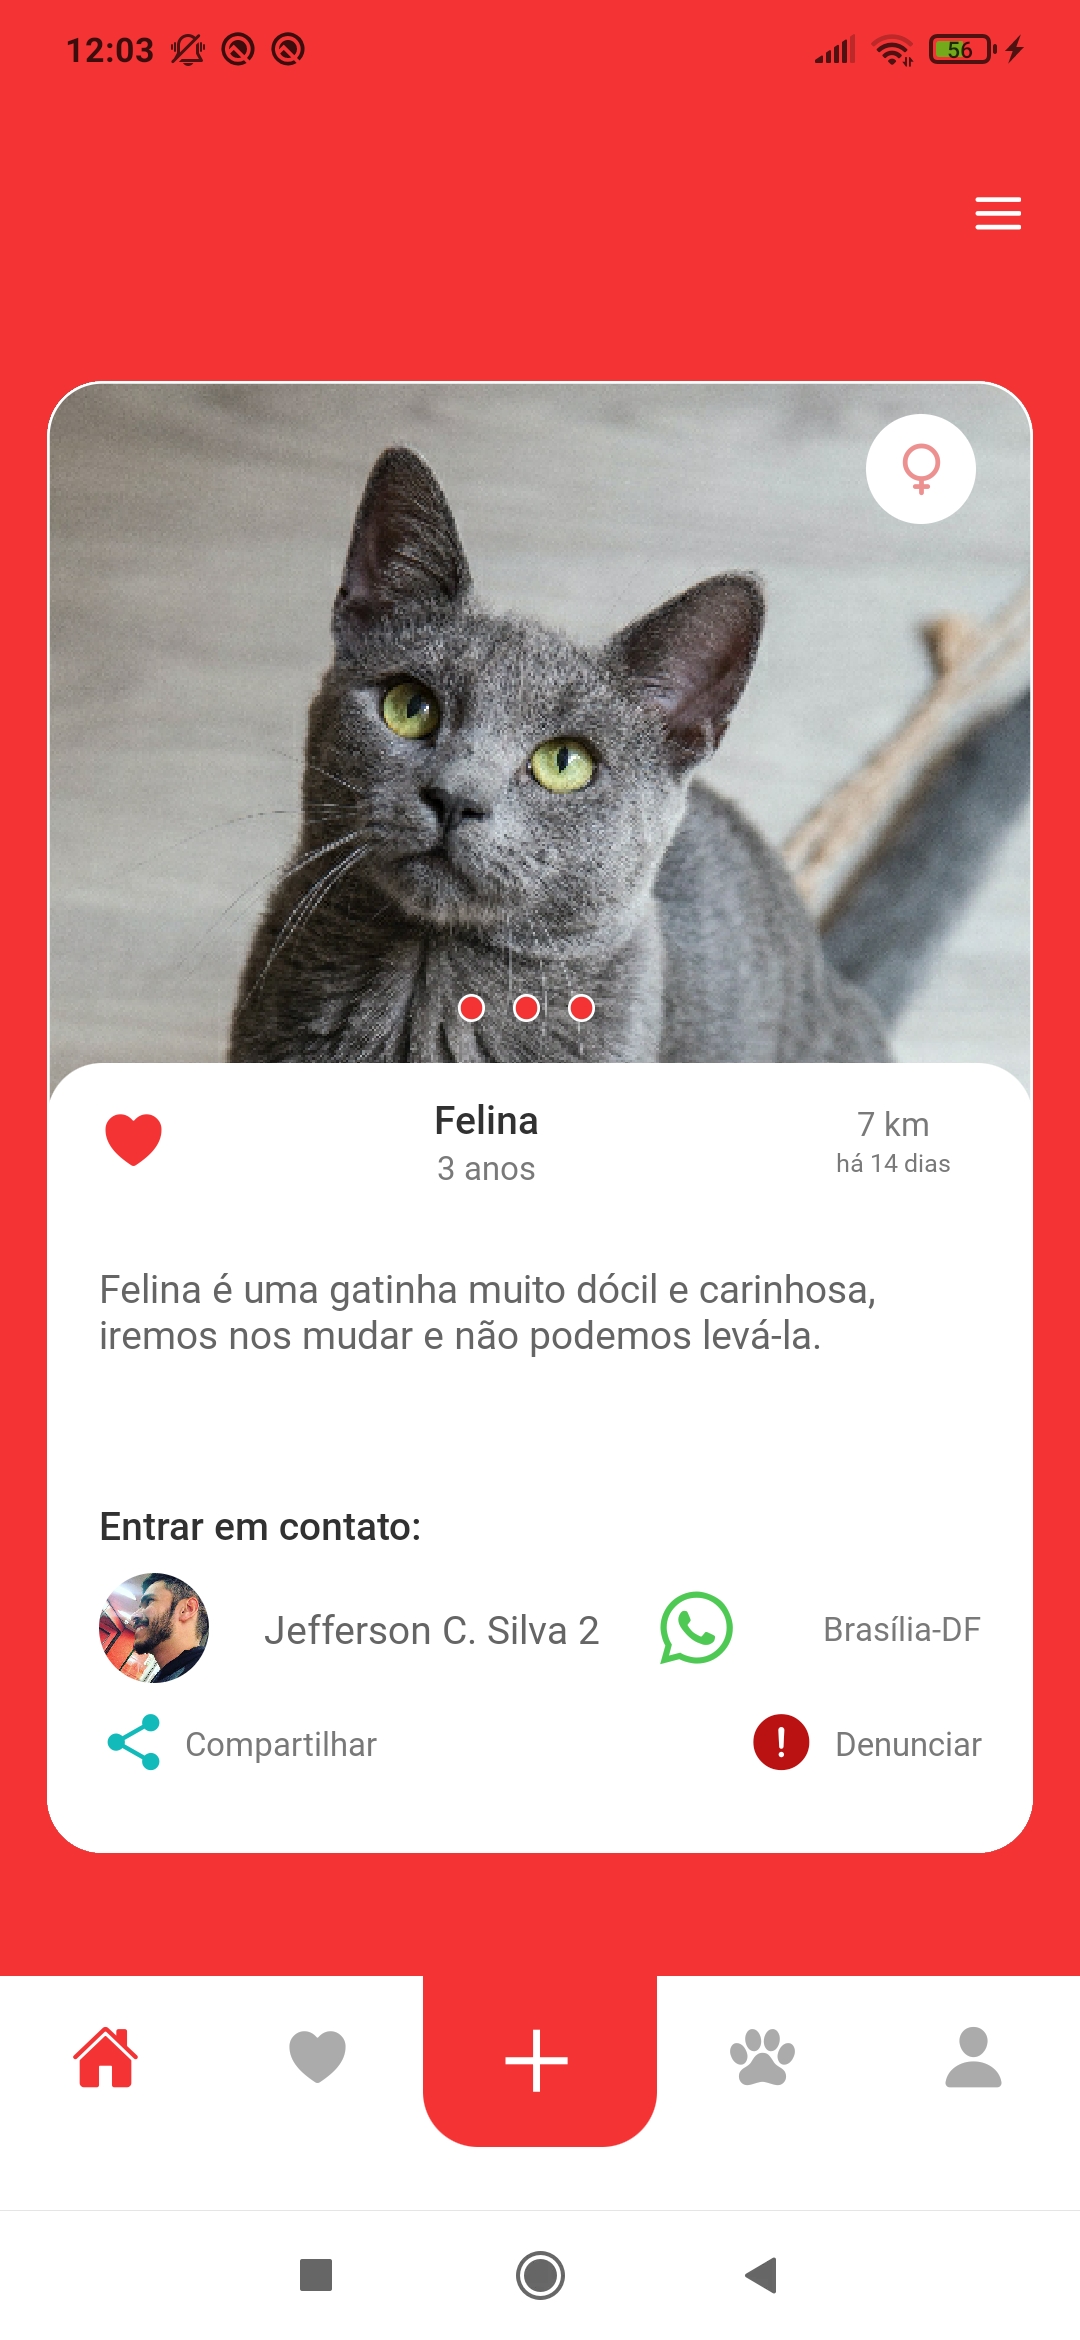 12:03
56
Felina
3 anos
7 km
há 14 dias
Felina é uma gatinha muito dócil e carinhosa,
iremos nos mudar e não podemos levá-la.
Entrar em contato:
Jefferson C. Silva 2
Brasília-DF
Compartilhar
Denunciar